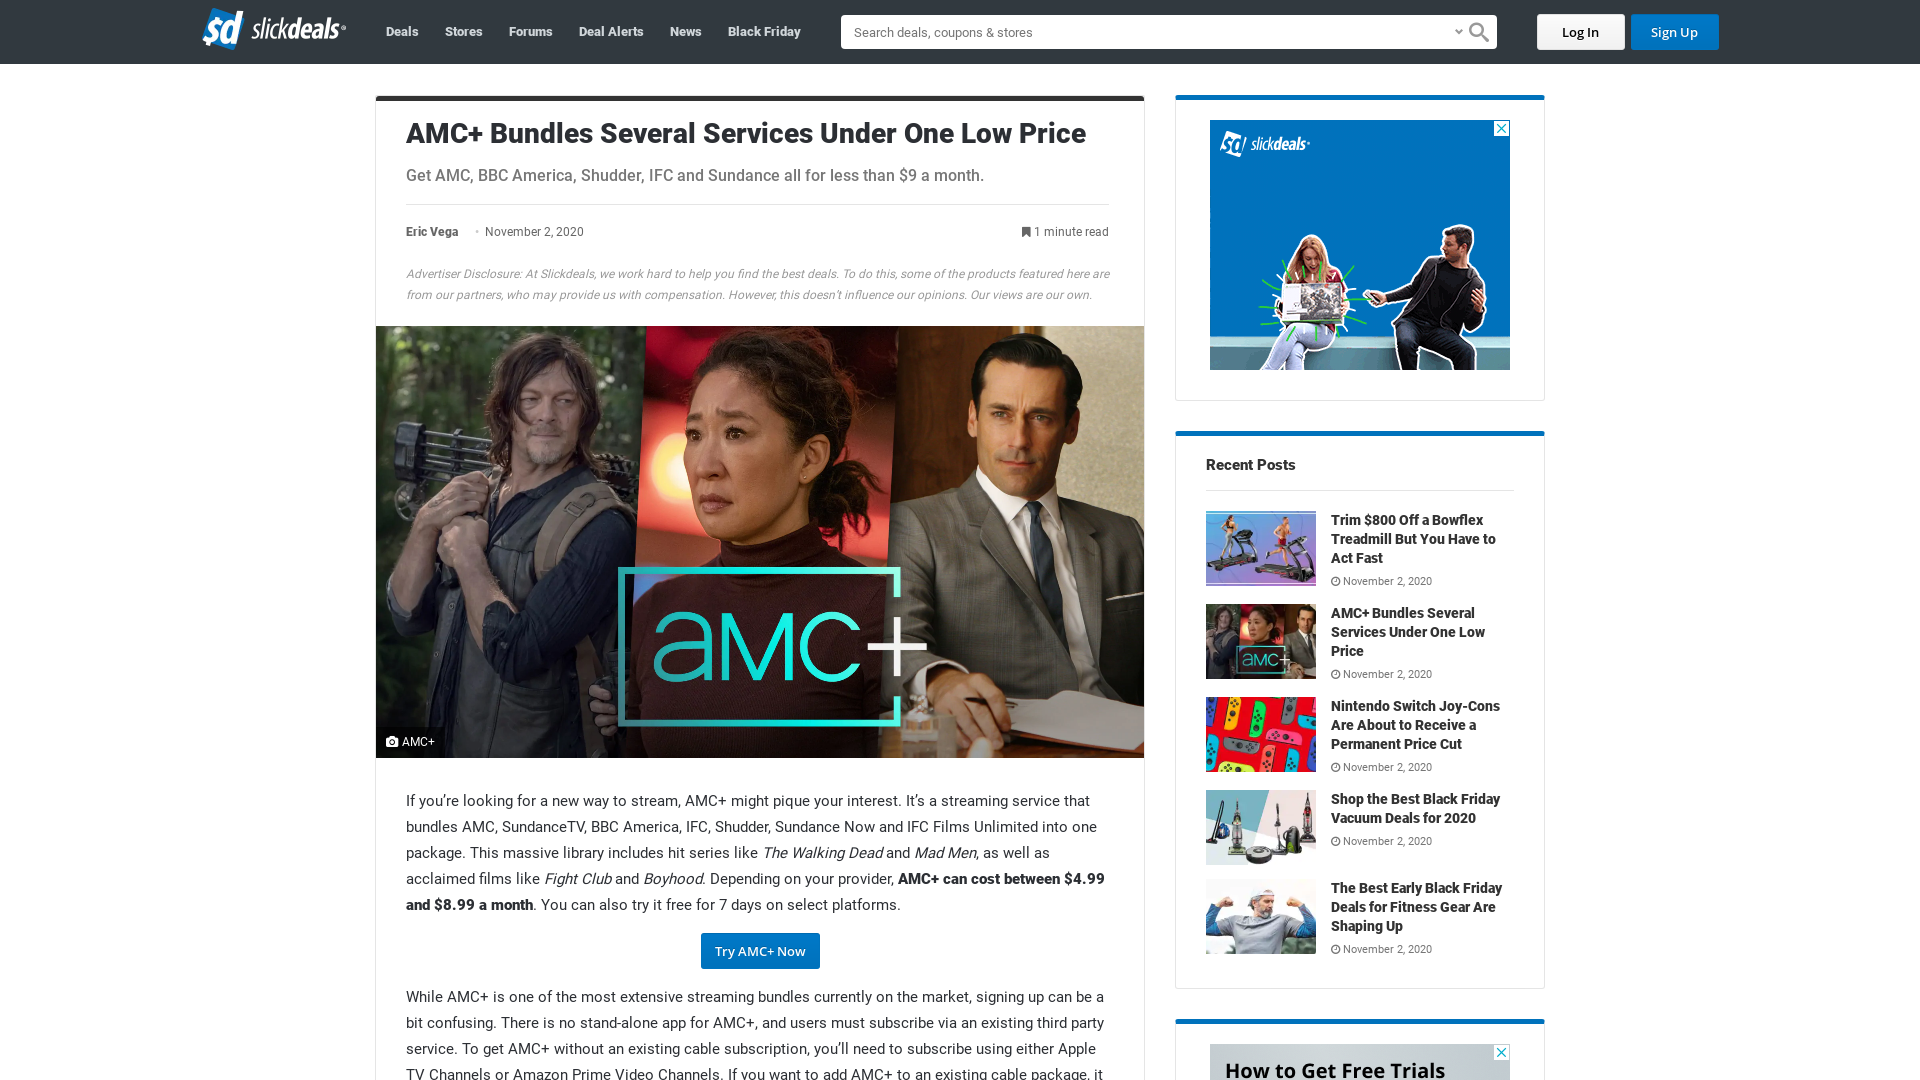 slickdeals
Deals
Stores
Forums
Deal Alerts
News
Black Friday
Search deals, coupons & stores
Log In
Sign Up
AMC+ Bundles Several Services Under One Low Price
Get AMC, BBC America, Shudder, IFC and Sundance all for less than $9 a month.
Eric Vega • November 2, 2020
1 minute read
Advertiser Disclosure: At Slickdeals, we work hard to help you find the best deals. To do this, some of the products featured here are
from our partners, who may provide us with compensation. However, this doesn’t influence our opinions. Our views are our own.
aMC+
AMC+
If you’re looking for a new way to stream, AMC+ might pique your interest. It’s a streaming service that
bundles AMC, SundanceTV, BBC America, IFC, Shudder, Sundance Now and IFC Films Unlimited into one
package. This massive library includes hit series like The Walking Dead and Mad Men, as well as
acclaimed films like Fight Club and Boyhood. Depending on your provider, AMC+ can cost between $4.99
and $8.99 a month. You can also try it free for 7 days on select platforms.
Try AMC+ Now
While AMC+ is one of the most extensive streaming bundles currently on the market, signing up can be a
bit confusing. There is no stand-alone app for AMC+, and users must subscribe via an existing third party
service. To get AMC+ without an existing cable subscription, you’ll need to subscribe using either Apple
TV Channels or Amazon Prime Video Channels. If you want to add AMC+ to an existing cable package, it
sd slickdeals
Recent Posts
Trim $800 Off a Bowflex
Treadmill But You Have to
Act Fast
November 2, 2020
aMC+
AMC+ Bundles Several
Services Under One Low
Price
November 2, 2020
Nintendo Switch Joy-Cons
Are About to Receive a
Permanent Price Cut
November 2, 2020
Shop the Best Black Friday
Vacuum Deals for 2020
November 2, 2020
The Best Early Black Friday
Deals for Fitness Gear Are
Shaping Up
November 2, 2020
How to Get Free Trials